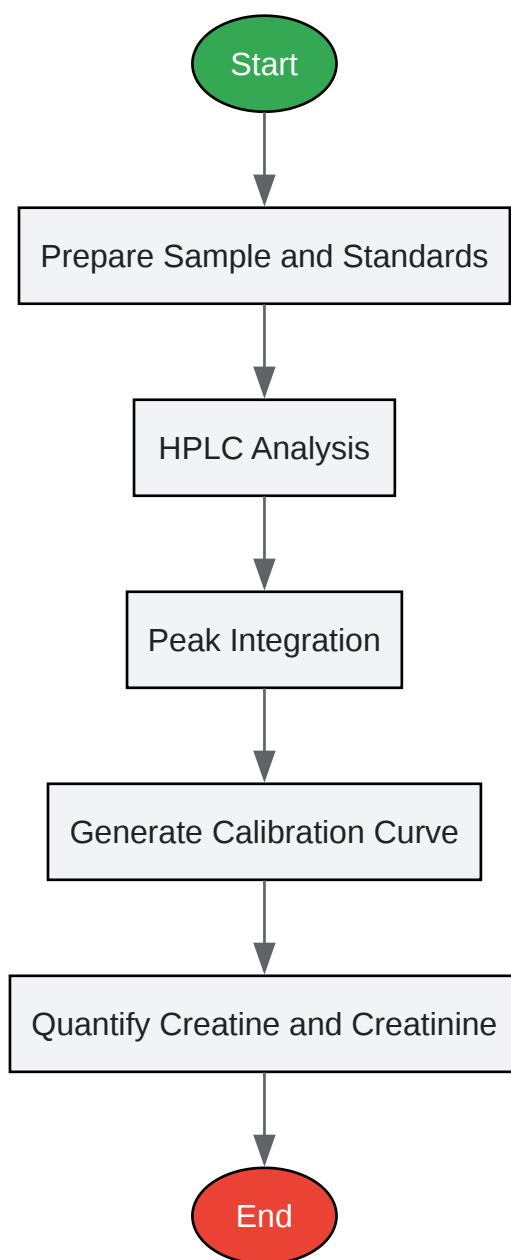 Start
Prepare Sample and Standards
HPLC Analysis
Peak Integration
Generate Calibration Curve
Quantify Creatine and Creatinine
End